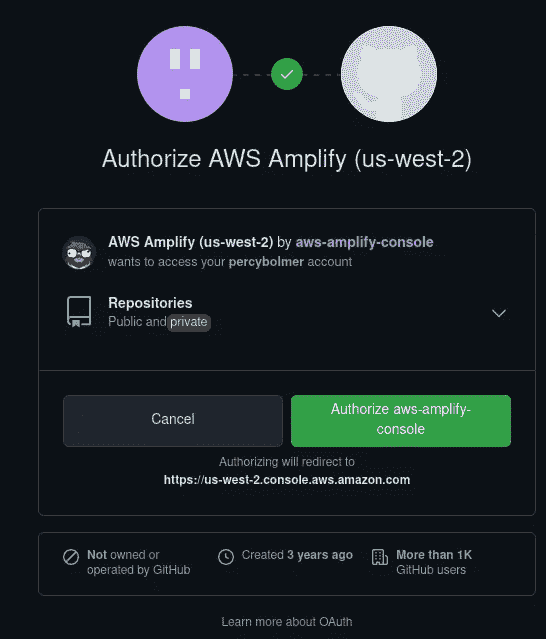 Authorize AWS Amplify (us-west-2)
AWS Amplify (us-west-2) by aws-amplify-console
wants to access your percybolmer account
Repositories
Public and private
Cancel
Authorize aws-amplify-
console
Authorizing will redirect to
https://us-west-2.console.aws.amazon.com
Not owned or
operated by GitHub
Created 3 years ago
More than 1K
GitHub users
Learn more about OAuth